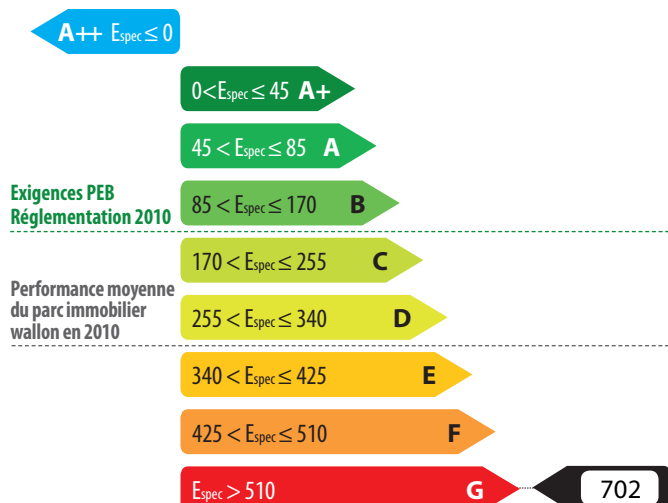 A++ Espec ≤ 0
0<Espec ≤ 45 A+
45 < Espec ≤ 85 A
Exigences PEB
Réglementation 2010
85 < Espec ≤ 170 B
170 < Espec ≤ 255 C
Performance moyenne
du parc immobilier
wallon en 2010
255 < Espec ≤ 340 D
340 < Espec ≤ 425 E
425 < Espec ≤ 510 F
Espec > 510 G 702